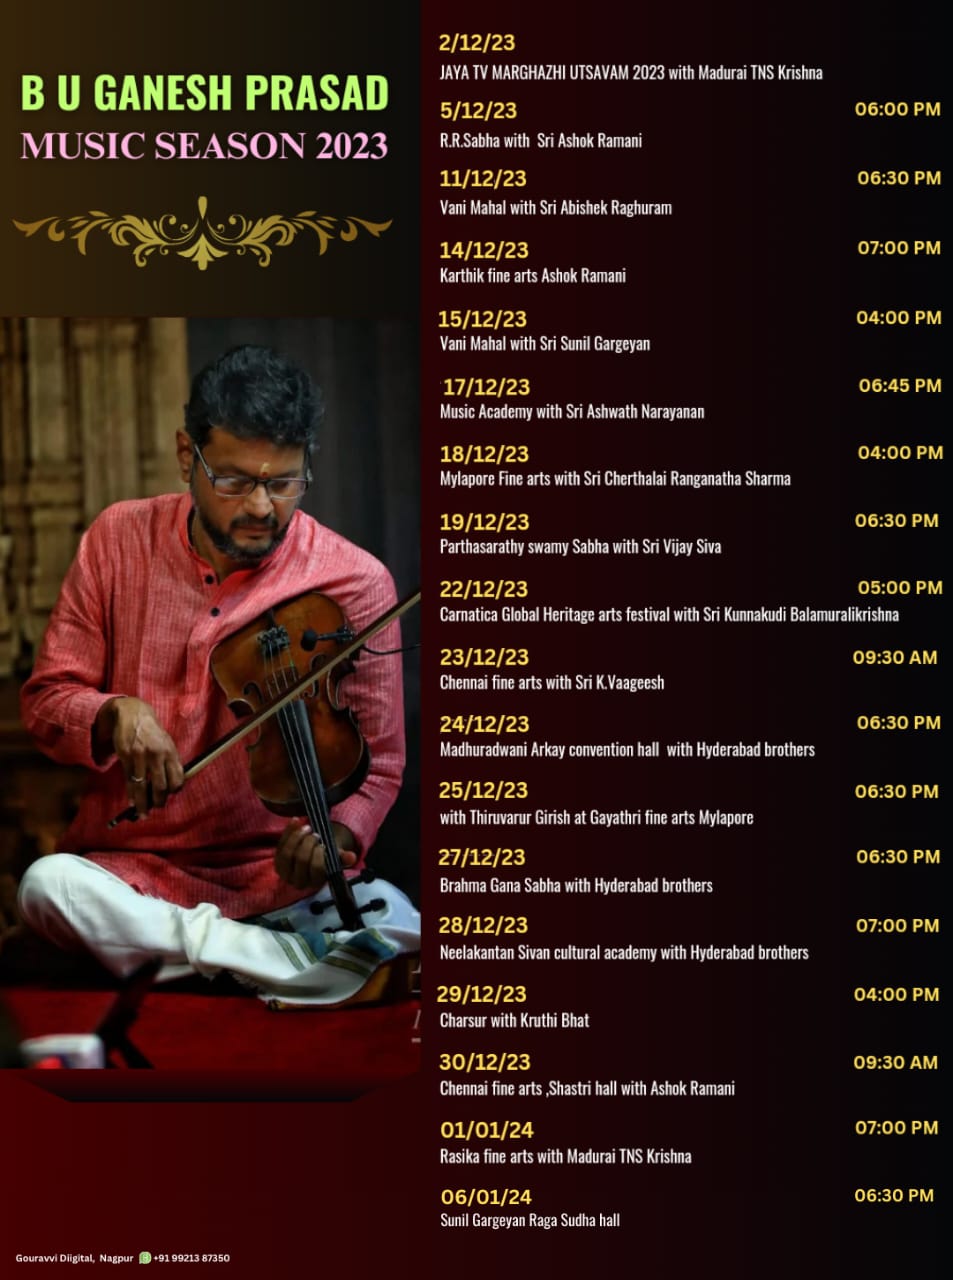 B U GANESH PRASAD
MUSIC SEASON 2023
2/12/23
JAYA TV MARGHAZHI UTSAVAM 2023 with Madurai TNS Krishna
5/12/23 06:00 PM
R.R.Sabha with Sri Ashok Ramani
11/12/23 06:30 PM
Vani Mahal with Sri Abishek Raghuram
14/12/23 07:00 PM
Karthik fine arts Ashok Ramani
15/12/23 04:00 PM
Vani Mahal with Sri Sunil Gargeyan
17/12/23 06:45 PM
Music Academy with Sri Ashwath Narayanan
18/12/23 04:00 PM
Mylapore Fine arts with Sri Cherthalai Ranganatha Sharma
19/12/23 06:30 PM
Parthasarathy swamy Sabha with Sri Vijay Siva
22/12/23 05:00 PM
Carnatica Global Heritage arts festival with Sri Kunnakudi Balamuralikrishna
23/12/23 09:30 AM
Chennai fine arts with Sri K.Vaageesh
24/12/23 06:30 PM
Madhuradwani Arkay convention hall with Hyderabad brothers
25/12/23 06:30 PM
with Thiruvarur Girish at Gayathri fine arts Mylapore
27/12/23 06:30 PM
Brahma Gana Sabha with Hyderabad brothers
28/12/23 07:00 PM
Neelakantan Sivan cultural academy with Hyderabad brothers
29/12/23 04:00 PM
Charsur with Kruthi Bhat
30/12/23 09:30 AM
Chennai fine arts ,Shastri hall with Ashok Ramani
01/01/24 07:00 PM
Rasika fine arts with Madurai TNS Krishna
06/01/24 06:30 PM
Sunil Gargeyan Raga Sudha hall
Gouravvi Diigital, Nagpur +91 99213 87350